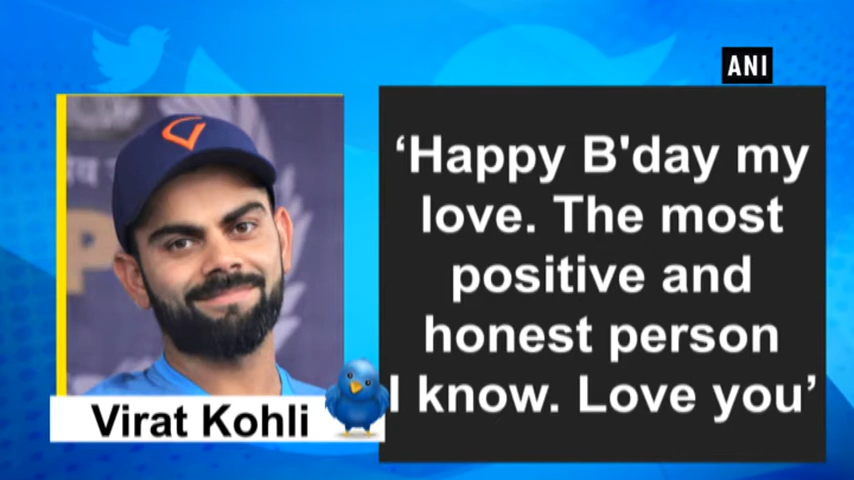 ANI
‘Happy B'day my
love. The most
positive and
honest person
I know. Love you’
Virat Kohli